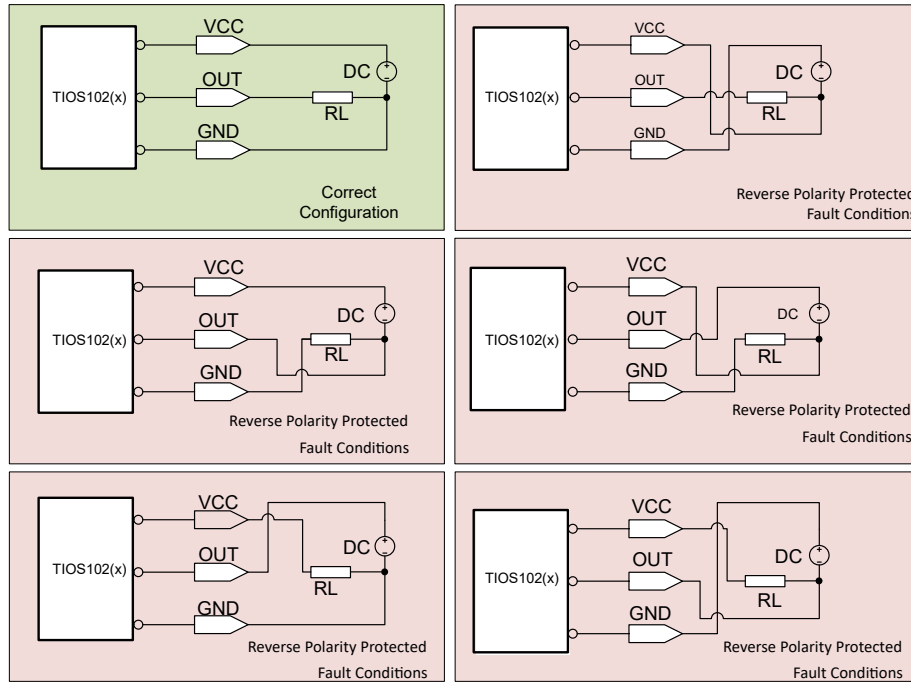 VCC
DC
OUT
TIOS102(x)
RL
GND
Correct
Configuration
VCC
DC
OUT
TIOS102(x)
RL
GND
Reverse Polarity Protected
Fault Conditions
VCC
DC
OUT
TIOS102(x)
RL
GND
Reverse Polarity Protected
Fault Conditions
VCC
DC
OUT
TIOS102(x)
RL
GND
Reverse Polarity Protected
Fault Conditions
VCC
DC
OUT
TIOS102(x)
RL
GND
Reverse Polarity Protected
Fault Conditions
VCC
DC
OUT
TIOS102(x)
RL
GND
Reverse Polarity Protected
Fault Conditions